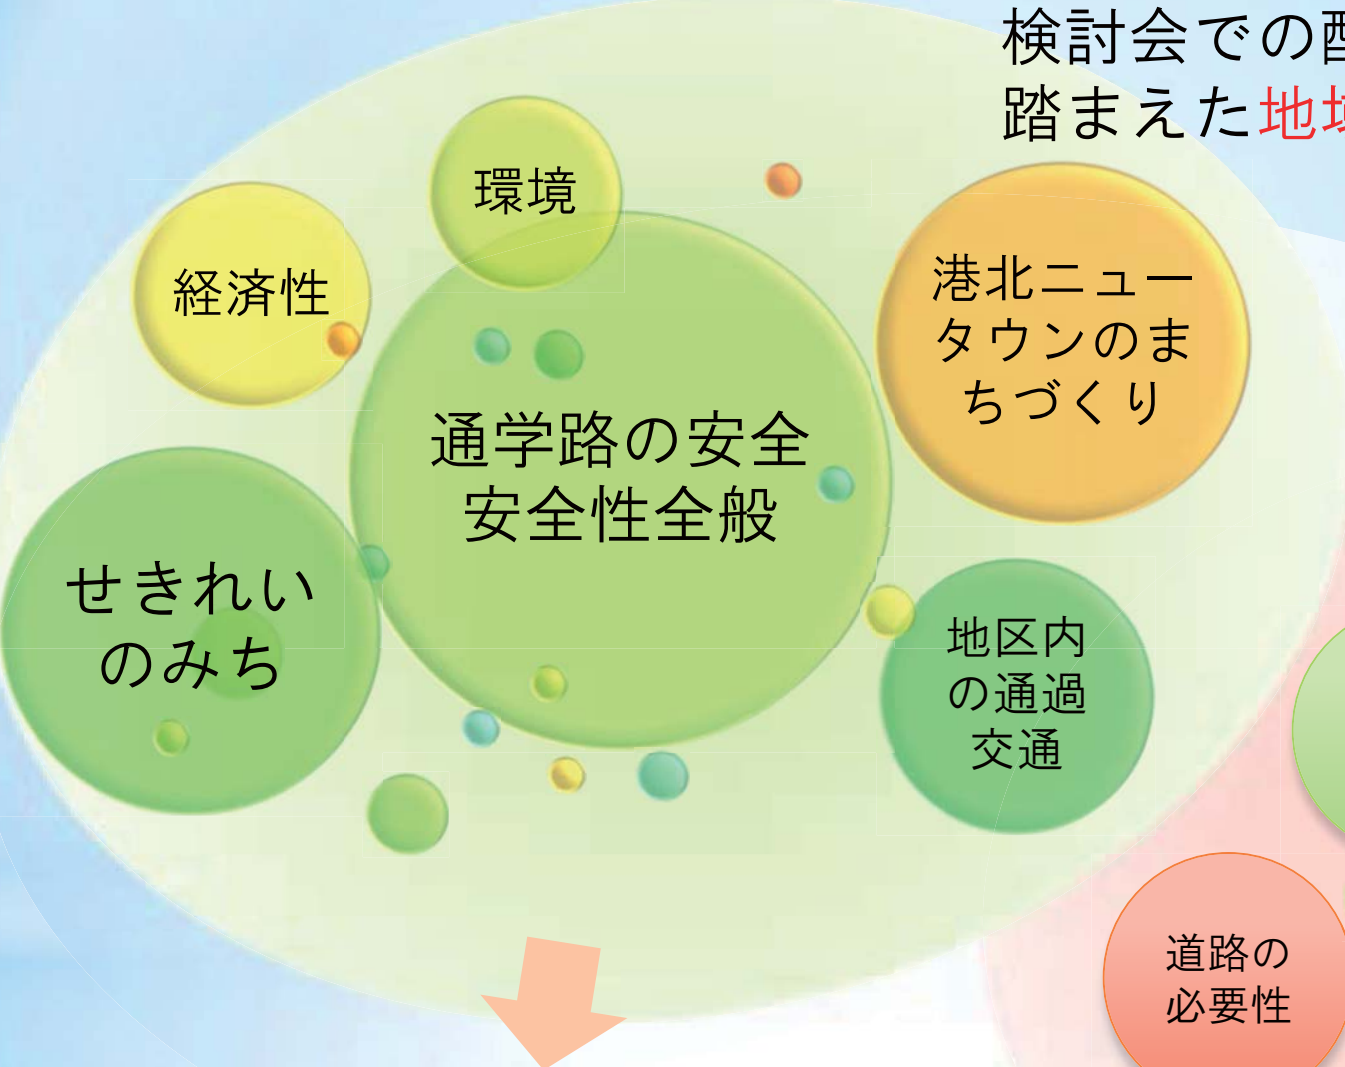 検討会での
踏まえた地域
環境
経済性
港北ニュー
タウンのま
ちづくり
通学路の安全
安全性全般
せきれい
のみち
地区内
の通過
交通
道路の
必要性